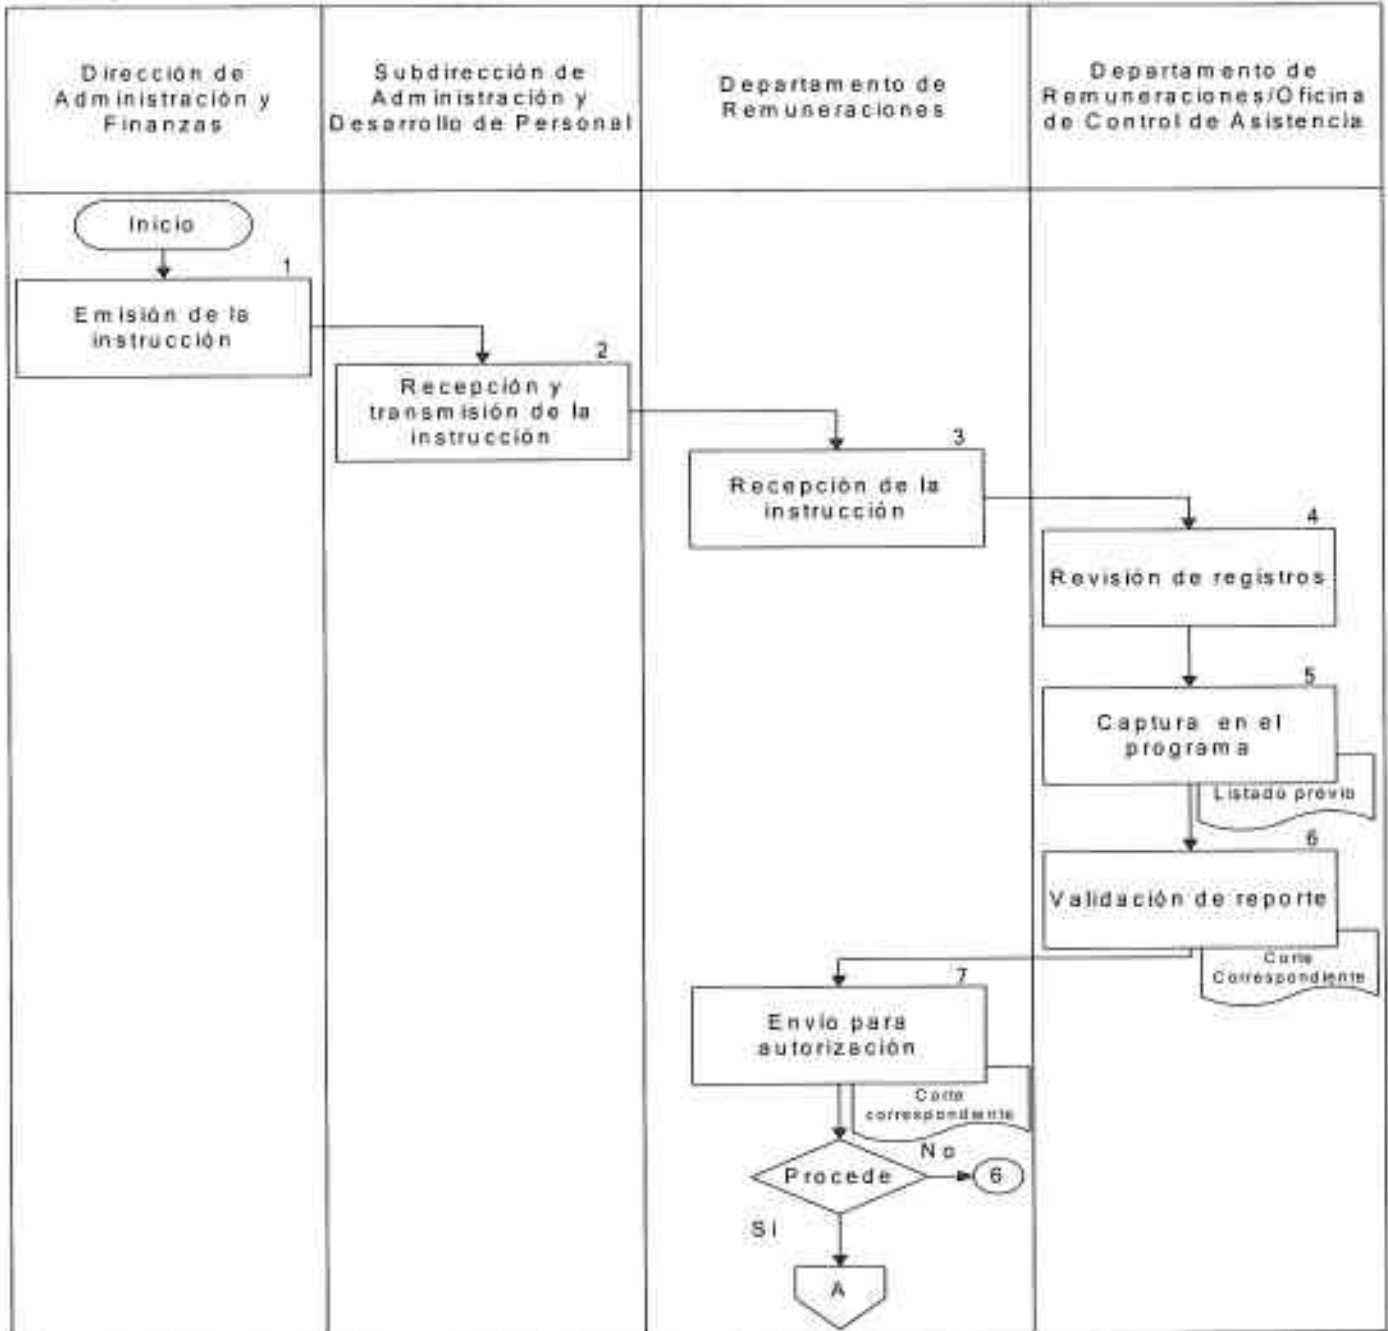 Dirección de
Administración y
Finanzas
Subdirección de
Administración y
Desarrollo de Personal
Departamento de
Remuneraciones
Departamento de
Remuneraciones/Oficina
de Control de Asistencia
Inicio
1
Emisión de la
instrucción
2
Recepción y
transmisión de la
instrucción
3
Recepción de la
instrucción
4
Revisión de registros
5
Captura en el
programa
Listado previo
6
Validación de reporte
Corte
Correspondiente
7
Envío para
autorización
Corte
correspondiente
No
Procede
6
Sí
A